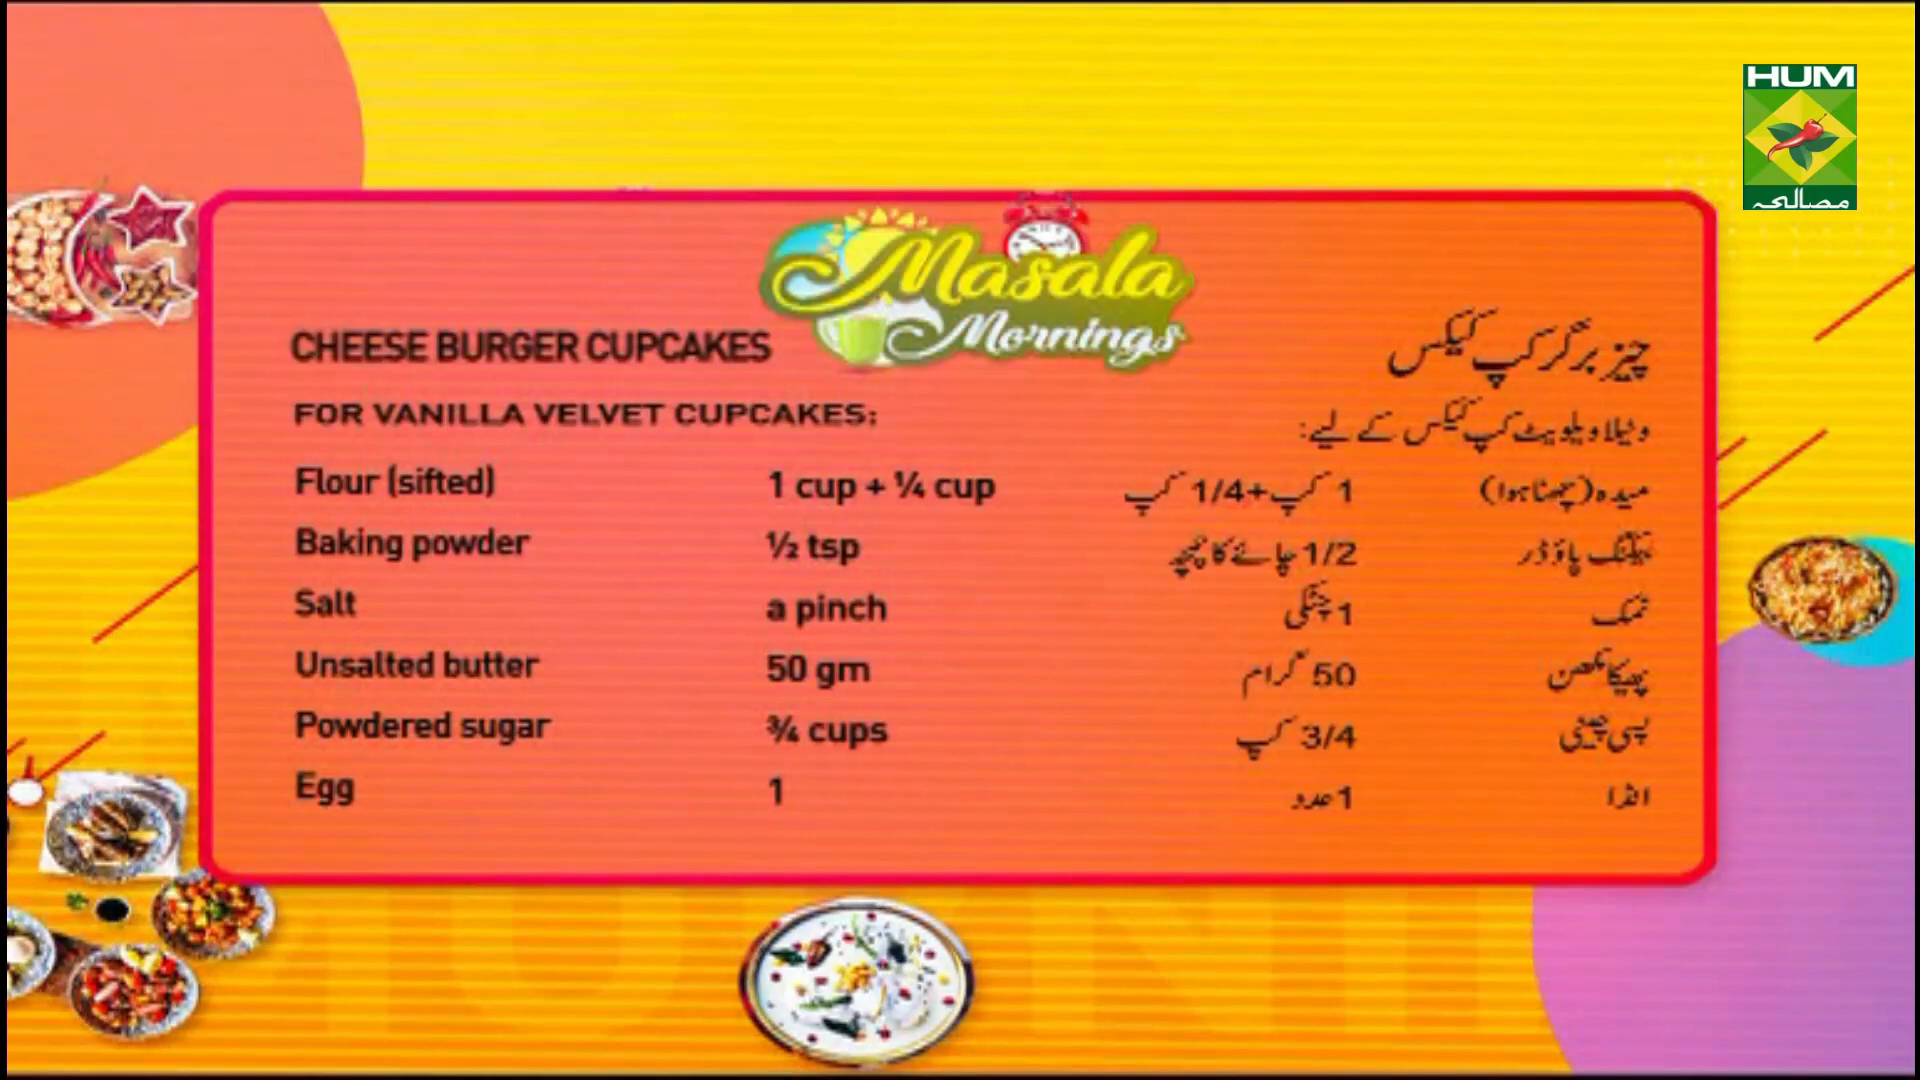 HUM
مصالحہ
Masala
Mornings
CHEESE BURGER CUPCAKES چیز برگر کپ کیکس
FOR VANILLA VELVET CUPCAKES: ونیلا ویلویٹ کپ کیکس کے لیے:
Flour (sifted) 1 cup + ¼ cup میدہ (چھنا ہوا) 1 کپ+1/4 کپ
Baking powder ½ tsp بیکنگ پاؤڈر 1/2 چائے کا چمچہ
Salt a pinch نمک 1 چٹکی
Unsalted butter 50 gm پھیکا مکھن 50 گرام
Powdered sugar ¾ cups پسی چینی 3/4 کپ
Egg 1 انڈا 1 عدد